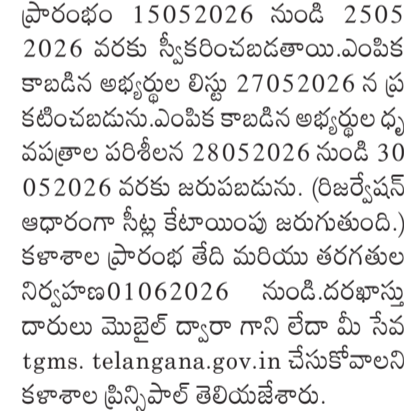 ప్రారంభం 15052026 నుండి 2505
2026 వరకు స్వీకరించబడతాయి.ఎంపిక
కాబడిన అభ్యర్థుల లిస్టు 27052026 న ప్ర
కటించబడును.ఎంపిక కాబడిన అభ్యర్థుల ధృ
వపత్రాల పరిశీలన 28052026 నుండి 30
052026 వరకు జరుపబడును. (రిజర్వేషన్
ఆధారంగా సీట్ల కేటాయింపు జరుగుతుంది.)
కళాశాల ప్రారంభ తేది మరియు తరగతుల
నిర్వహణ01062026 నుండి.దరఖాస్తు
దారులు మొబైల్ ద్వారా గాని లేదా మీ సేవ
tgms. telangana.gov.in చేసుకోవాలని
కళాశాల ప్రిన్సిపాల్ తెలియజేశారు.